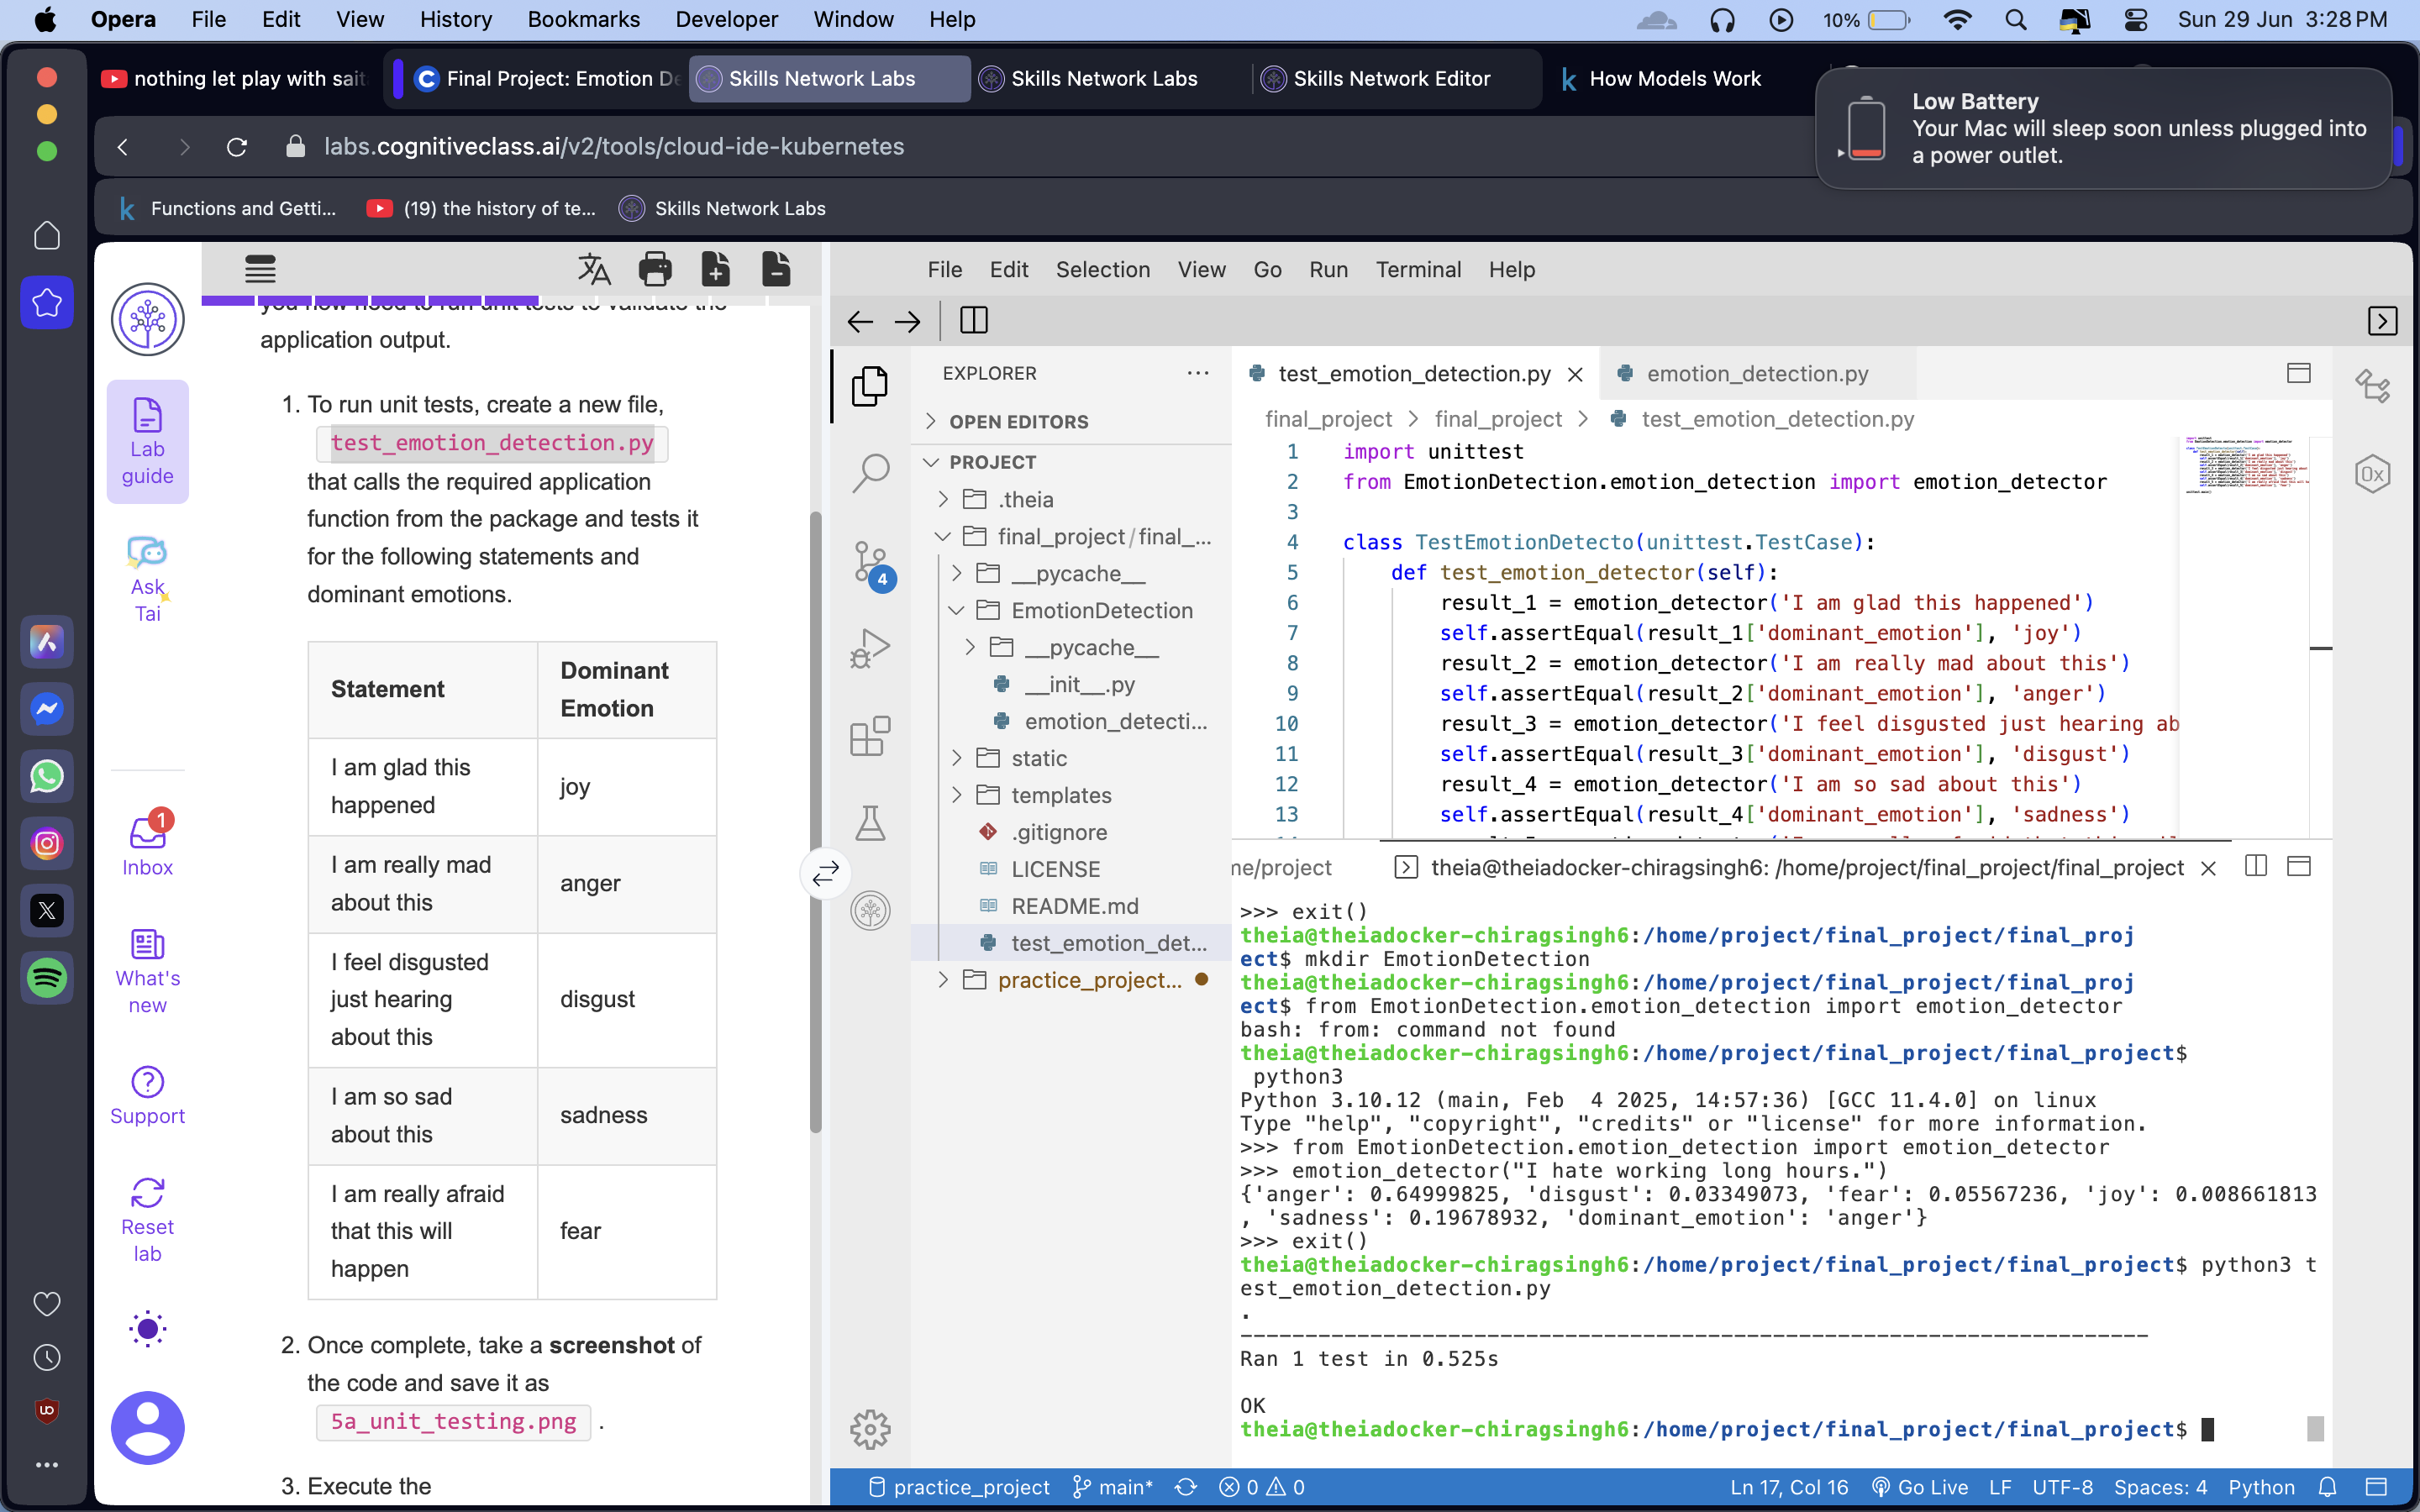 Opera File Edit View History Bookmarks Developer Window Help
10% Sun 29 Jun 3:28 PM
nothing let play with sait
Final Project: Emotion De
Skills Network Labs
Skills Network Labs
Skills Network Editor
How Models Work
Low Battery
Your Mac will sleep soon unless plugged into
a power outlet.
labs.cognitiveclass.ai/v2/tools/cloud-ide-kubernetes
Functions and Getti...
(19) the history of te...
Skills Network Labs
Lab
guide
Ask
Tai
1
Inbox
What's
new
Support
Reset
lab
you now need to run unit tests to validate the
application output.
1. To run unit tests, create a new file,
test_emotion_detection.py
that calls the required application
function from the package and tests it
for the following statements and
dominant emotions.
Statement
Dominant
Emotion
I am glad this
happened
joy
I am really mad
about this
anger
I feel disgusted
just hearing
about this
disgust
I am so sad
about this
sadness
I am really afraid
that this will
happen
fear
2. Once complete, take a screenshot of
the code and save it as
5a_unit_testing.png .
3. Execute the
File Edit Selection View Go Run Terminal Help
EXPLORER
OPEN EDITORS
PROJECT
.theia
final_project/final_...
__pycache__
EmotionDetection
__pycache__
__init__.py
emotion_detecti...
static
templates
.gitignore
LICENSE
README.md
test_emotion_det...
practice_project...
4
test_emotion_detection.py
emotion_detection.py
final_project > final_project > test_emotion_detection.py
1 import unittest
2 from EmotionDetection.emotion_detection import emotion_detector
3
4 class TestEmotionDetecto(unittest.TestCase):
5 def test_emotion_detector(self):
6 result_1 = emotion_detector('I am glad this happened')
7 self.assertEqual(result_1['dominant_emotion'], 'joy')
8 result_2 = emotion_detector('I am really mad about this')
9 self.assertEqual(result_2['dominant_emotion'], 'anger')
10 result_3 = emotion_detector('I feel disgusted just hearing ab
11 self.assertEqual(result_3['dominant_emotion'], 'disgust')
12 result_4 = emotion_detector('I am so sad about this')
13 self.assertEqual(result_4['dominant_emotion'], 'sadness')
me/project
theia@theiadocker-chiragsingh6: /home/project/final_project/final_project
>>> exit()
theia@theiadocker-chiragsingh6:/home/project/final_project/final_proj
ect$ mkdir EmotionDetection
theia@theiadocker-chiragsingh6:/home/project/final_project/final_proj
ect$ from EmotionDetection.emotion_detection import emotion_detector
bash: from: command not found
theia@theiadocker-chiragsingh6:/home/project/final_project/final_project$
python3
Python 3.10.12 (main, Feb  4 2025, 14:57:36) [GCC 11.4.0] on linux
Type "help", "copyright", "credits" or "license" for more information.
>>> from EmotionDetection.emotion_detection import emotion_detector
>>> emotion_detector("I hate working long hours.")
{'anger': 0.64999825, 'disgust': 0.03349073, 'fear': 0.05567236, 'joy': 0.008661813
, 'sadness': 0.19678932, 'dominant_emotion': 'anger'}
>>> exit()
theia@theiadocker-chiragsingh6:/home/project/final_project/final_project$ python3 t
est_emotion_detection.py
.
----------------------------------------------------------------------
Ran 1 test in 0.525s
OK
theia@theiadocker-chiragsingh6:/home/project/final_project/final_project$
practice_project main* 0 0
Ln 17, Col 16 Go Live LF UTF-8 Spaces: 4 Python